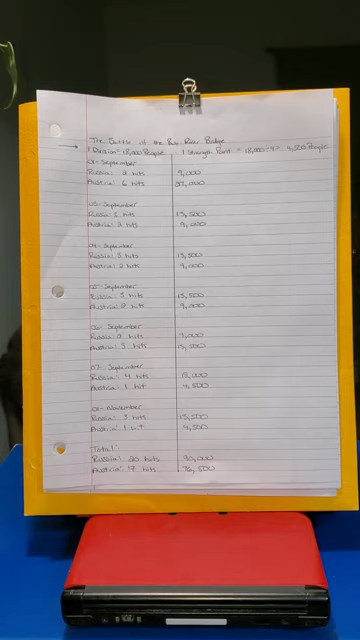 The Battle of the River Bridge
1 Division = 18,000 People 1 Strength Point = 18,000÷4 = 4,500 People
September
Russia: 2 hits 9,000
Austria: 6 hits 27,000
03-September
Russia: 3 hits 13,500
Austria: 2 hits 9,000
04-September
Russia: 3 hits 13,500
Austria: 2 hits 9,000
05-September
Russia: 3 hits 13,500
Austria: 2 hits 9,000
06-September
Russia: 2 hits 9,000
Austria: 3 hits 13,500
07-September
Russia: 4 hits 18,000
Austria: 1 hit 4,500
November
Russia: 3 hits 13,500
Austria: 1 hit 4,500
Total:
Russia: 20 hits 90,000
Austria: 17 hits 76,500